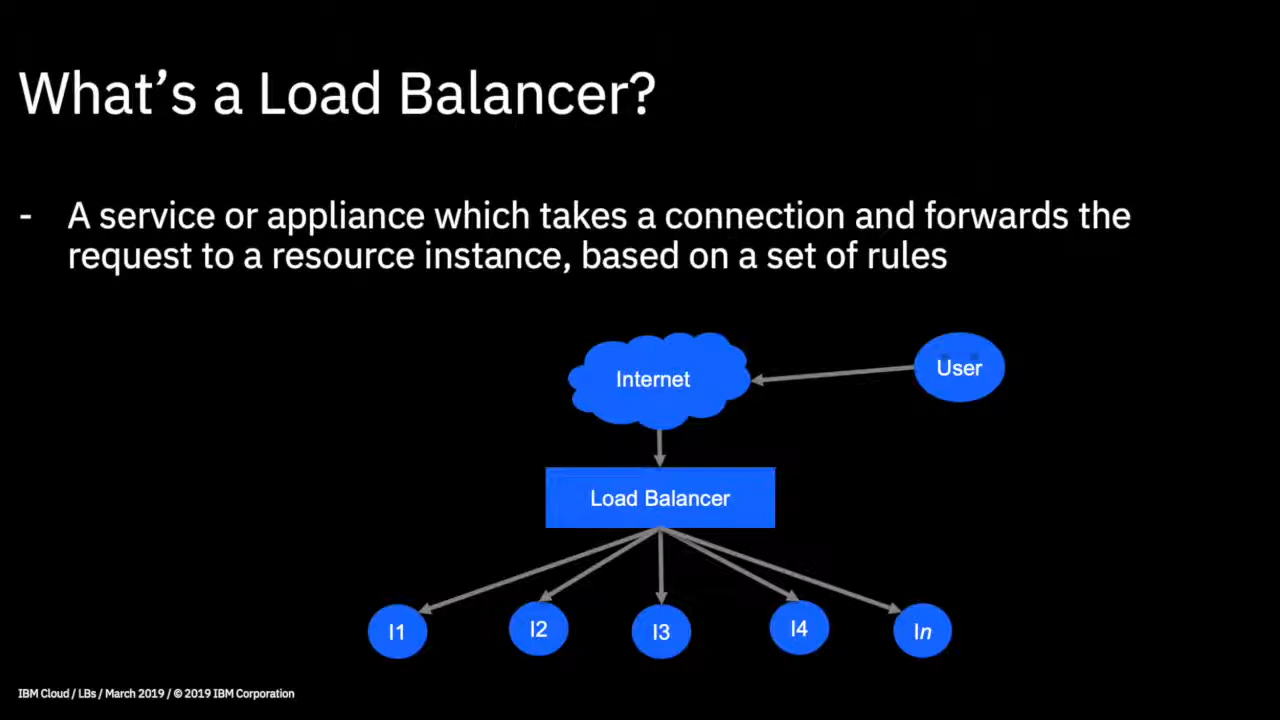 What’s a Load Balancer?
- A service or appliance which takes a connection and forwards the
request to a resource instance, based on a set of rules
Internet
User
Load Balancer
I1
I2
I3
I4
In
IBM Cloud / LBs / March 2019 / © 2019 IBM Corporation